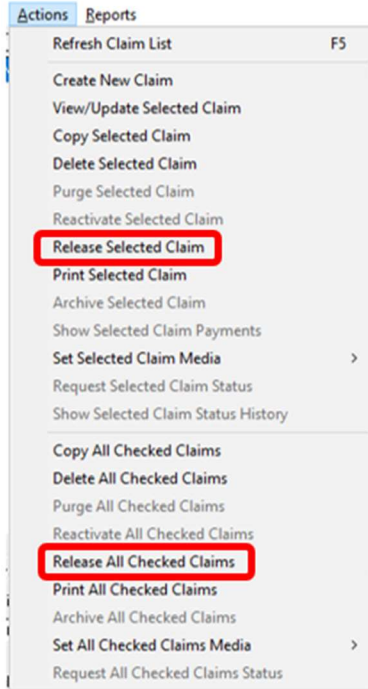 Actions Reports
Refresh Claim List F5
Create New Claim
View/Update Selected Claim
Copy Selected Claim
Delete Selected Claim
Purge Selected Claim
Reactivate Selected Claim
Release Selected Claim
Print Selected Claim
Archive Selected Claim
Show Selected Claim Payments
Set Selected Claim Media >
Request Selected Claim Status
Show Selected Claim Status History
Copy All Checked Claims
Delete All Checked Claims
Purge All Checked Claims
Reactivate All Checked Claims
Release All Checked Claims
Print All Checked Claims
Archive All Checked Claims
Set All Checked Claims Media >
Request All Checked Claims Status